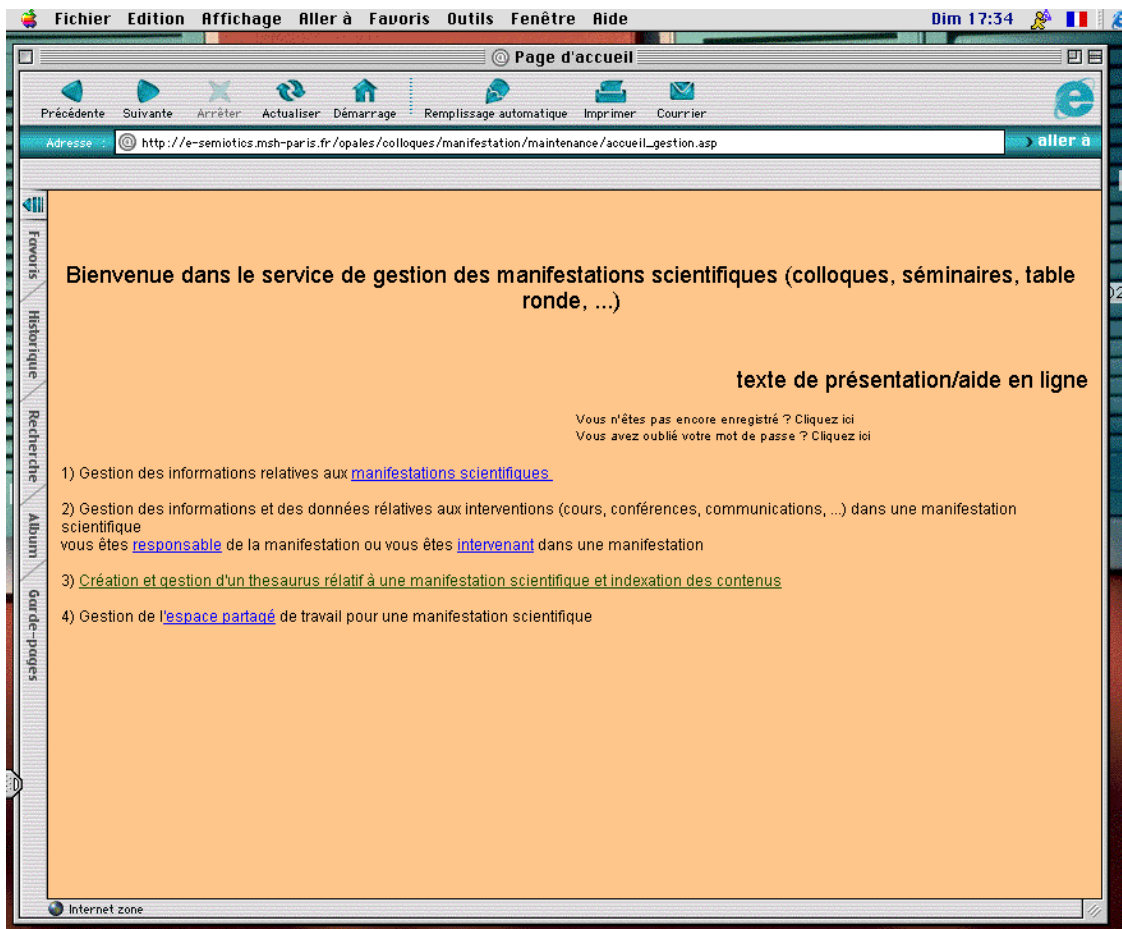 Fichier Edition Affichage Aller à Favoris Outils Fenêtre Aide Dim 17:34
Page d'accueil
Précédente Suivante Arrêter Actualiser Démarrage Remplissage automatique Imprimer Courrier
Adresse : http://e-semiotics.msh-paris.fr/opales/colloques/manifestation/maintenance/accueil_gestion.asp aller à
Favoris
Historique
Recherche
Album
Garde-pages
Bienvenue dans le service de gestion des manifestations scientifiques (colloques, séminaires, table
ronde, ...)
texte de présentation/aide en ligne
Vous n'êtes pas encore enregistré ? Cliquez ici
Vous avez oublié votre mot de passe ? Cliquez ici
1) Gestion des informations relatives aux manifestations scientifiques
2) Gestion des informations et des données rélatives aux interventions (cours, conférences, communications, ...) dans une manifestation
scientifique
vous êtes responsable de la manifestation ou vous êtes intervenant dans une manifestation
3) Création et gestion d'un thesaurus rélatif à une manifestation scientifique et indexation des contenus
4) Gestion de l'espace partagé de travail pour une manifestation scientifique
Internet zone